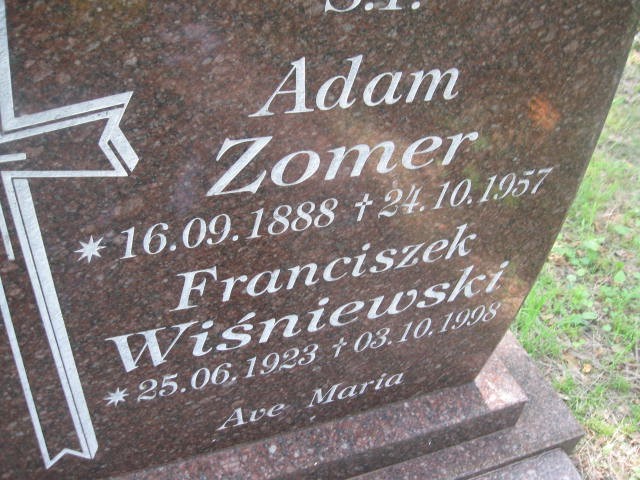 Ś.P.
Adam
Zomer
* 16.09.1888 † 24.10.1957
Franciszek
Wiśniewski
* 25.06.1923 † 03.10.1998
Ave Maria